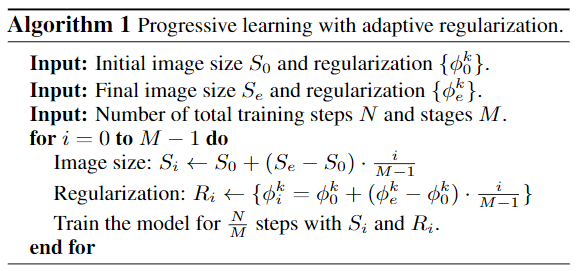 Algorithm 1 Progressive learning with adaptive regularization.
Input: Initial image size $S_0$ and regularization $\{\phi_0^k\}$.
Input: Final image size $S_e$ and regularization $\{\phi_e^k\}$.
Input: Number of total training steps $N$ and stages $M$.
for $i = 0$ to $M - 1$ do
Image size: $S_i \leftarrow S_0 + (S_e - S_0) \cdot \frac{i}{M-1}$
Regularization: $R_i \leftarrow \{\phi_i^k = \phi_0^k + (\phi_e^k - \phi_0^k) \cdot \frac{i}{M-1}\}$
Train the model for $\frac{N}{M}$ steps with $S_i$ and $R_i$.
end for